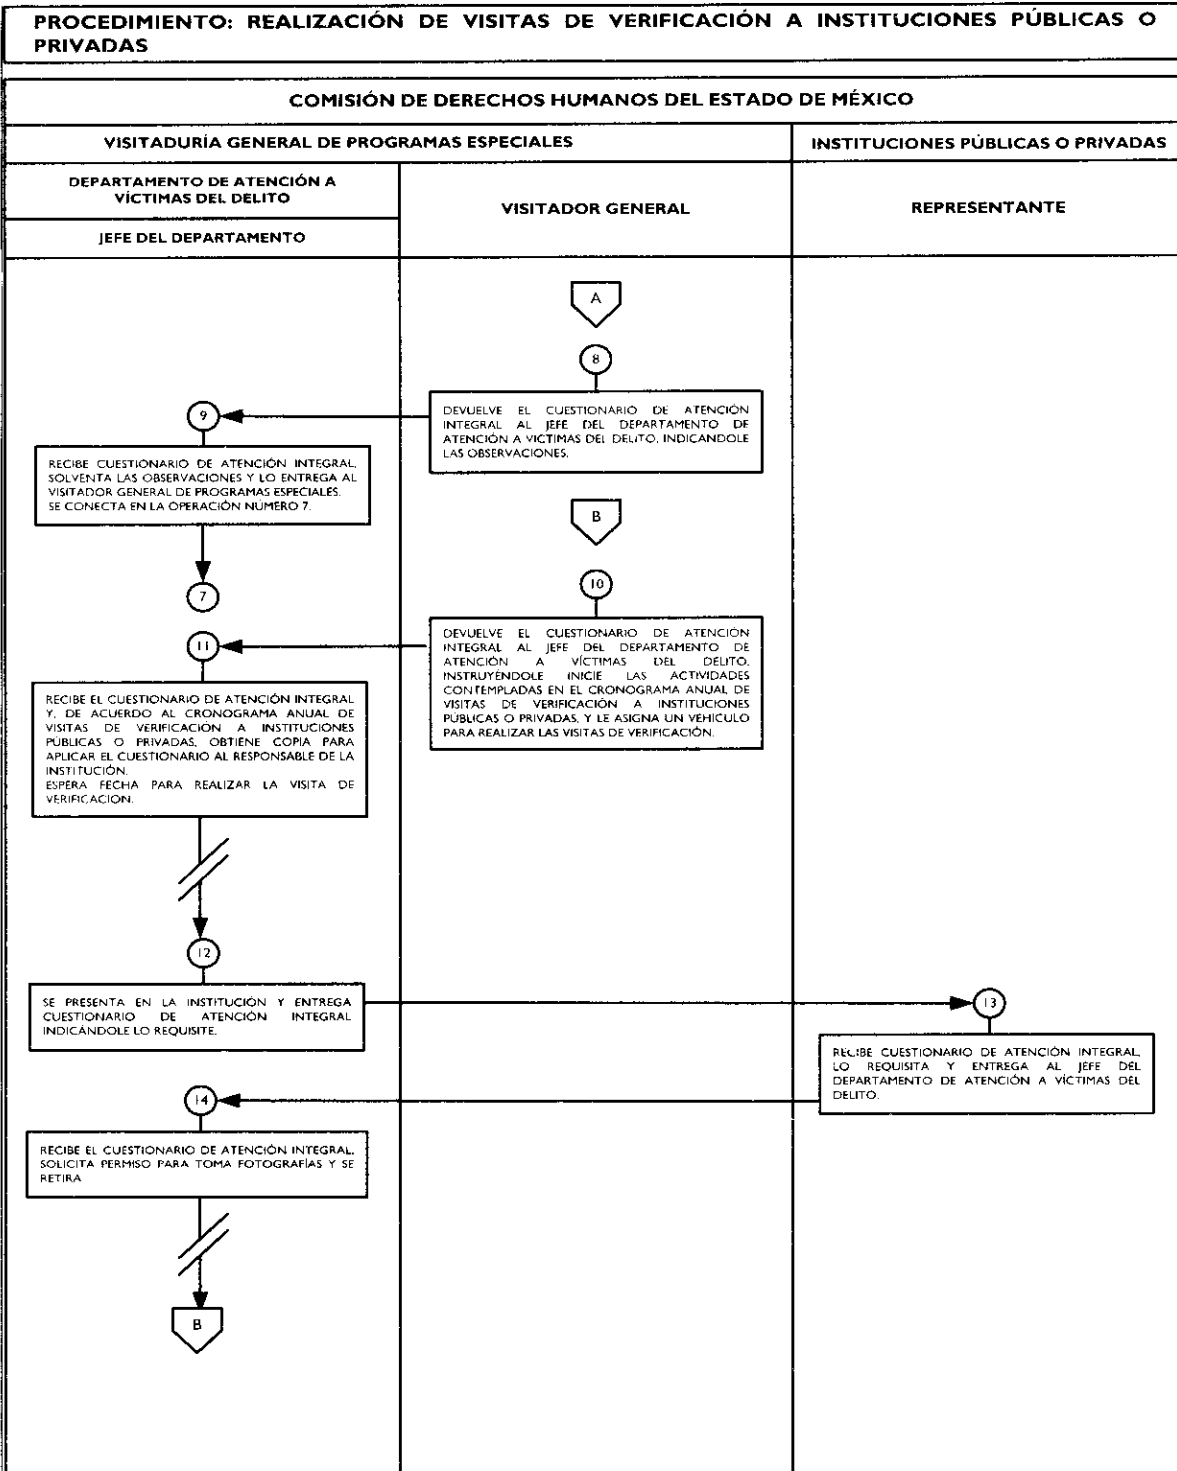 PROCEDIMIENTO: REALIZACIÓN DE VISITAS DE VERIFICACIÓN A INSTITUCIONES PÚBLICAS O
PRIVADAS
COMISIÓN DE DERECHOS HUMANOS DEL ESTADO DE MÉXICO
VISITADURÍA GENERAL DE PROGRAMAS ESPECIALES
INSTITUCIONES PÚBLICAS O PRIVADAS
DEPARTAMENTO DE ATENCIÓN A
VÍCTIMAS DEL DELITO
JEFE DEL DEPARTAMENTO
VISITADOR GENERAL
REPRESENTANTE
A
8
DEVUELVE EL CUESTIONARIO DE ATENCIÓN
INTEGRAL AL JEFE DEL DEPARTAMENTO DE
ATENCIÓN A VICTIMAS DEL DELITO, INDICANDOLE
LAS OBSERVACIONES.
9
RECIBE CUESTIONARIO DE ATENCIÓN INTEGRAL,
SOLVENTA LAS OBSERVACIONES Y LO ENTREGA AL
VISITADOR GENERAL DE PROGRAMAS ESPECIALES.
SE CONECTA EN LA OPERACIÓN NÚMERO 7.
7
B
10
DEVUELVE EL CUESTIONARIO DE ATENCIÓN
INTEGRAL AL JEFE DEL DEPARTAMENTO DE
ATENCIÓN A VÍCTIMAS DEL DELITO,
INSTRUYÉNDOLE INICIE LAS ACTIVIDADES
CONTEMPLADAS EN EL CRONOGRAMA ANUAL DE
VISITAS DE VERIFICACIÓN A INSTITUCIONES
PÚBLICAS O PRIVADAS, Y LE ASIGNA UN VEHÍCULO
PARA REALIZAR LAS VISITAS DE VERIFICACIÓN.
11
RECIBE EL CUESTIONARIO DE ATENCIÓN INTEGRAL
Y, DE ACUERDO AL CRONOGRAMA ANUAL DE
VISITAS DE VERIFICACIÓN A INSTITUCIONES
PÚBLICAS O PRIVADAS, OBTIENE COPIA PARA
APLICAR EL CUESTIONARIO AL RESPONSABLE DE LA
INSTITUCIÓN.
ESPERA FECHA PARA REALIZAR LA VISITA DE
VERIFICACION.
12
SE PRESENTA EN LA INSTITUCIÓN Y ENTREGA
CUESTIONARIO DE ATENCIÓN INTEGRAL
INDICÁNDOLE LO REQUISITE.
13
RECIBE CUESTIONARIO DE ATENCIÓN INTEGRAL,
LO REQUISITA Y ENTREGA AL JEFE DEL
DEPARTAMENTO DE ATENCIÓN A VÍCTIMAS DEL
DELITO.
14
RECIBE EL CUESTIONARIO DE ATENCIÓN INTEGRAL,
SOLICITA PERMISO PARA TOMA FOTOGRAFÍAS Y SE
RETIRA
B